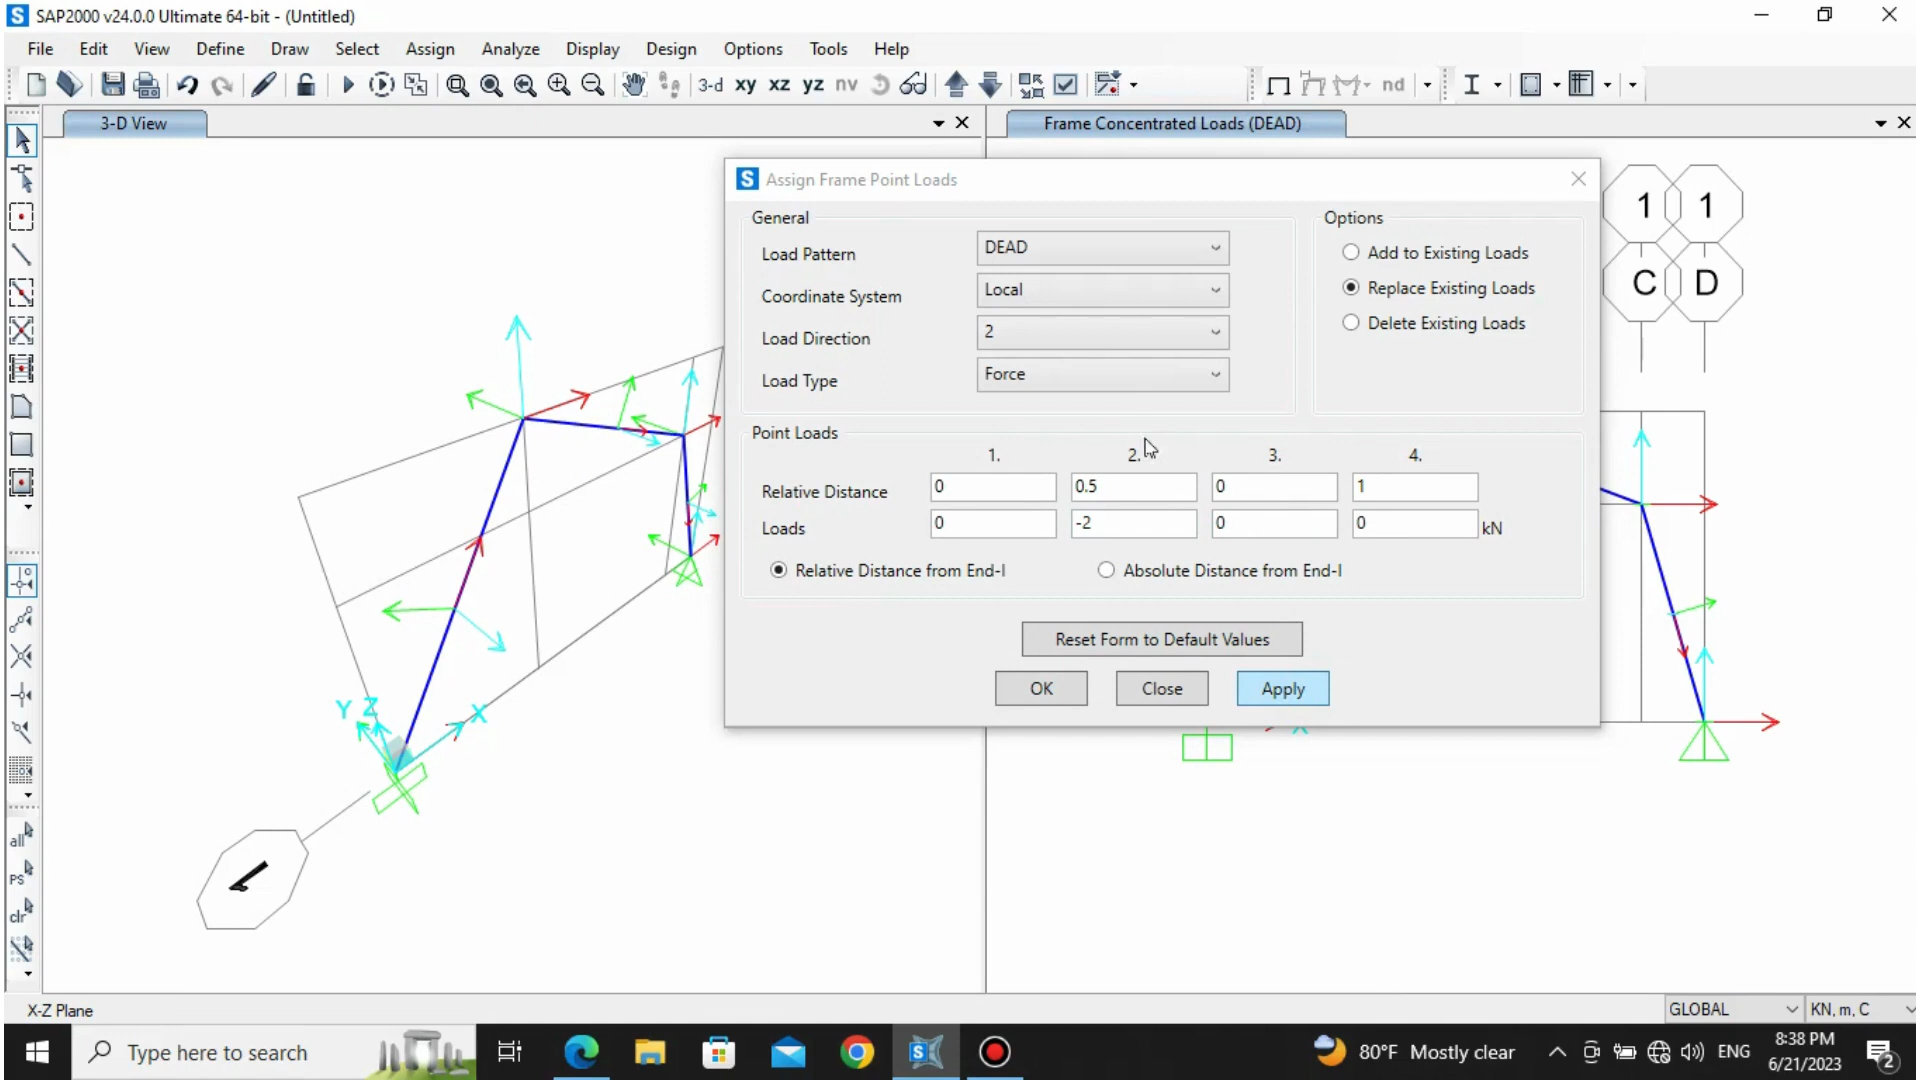 SAP2000 v24.0.0 Ultimate 64-bit - (Untitled)
File Edit View Define Draw Select Assign Analyze Display Design Options Tools Help
3-d xy xz yz nv nd
3-D View
Frame Concentrated Loads (DEAD)
Assign Frame Point Loads
General
Load Pattern DEAD
Coordinate System Local
Load Direction 2
Load Type Force
Options
Add to Existing Loads
Replace Existing Loads
Delete Existing Loads
Point Loads
1. 2. 3. 4.
Relative Distance 0 0.5 0 1
Loads 0 -2 0 0 kN
Relative Distance from End-I Absolute Distance from End-I
Reset Form to Default Values
OK Close Apply
1 1
C D
Y Z X
1
all
PS
clr
X-Z Plane
GLOBAL
KN, m, C
Type here to search
80°F Mostly clear
ENG
8:38 PM
6/21/2023
2